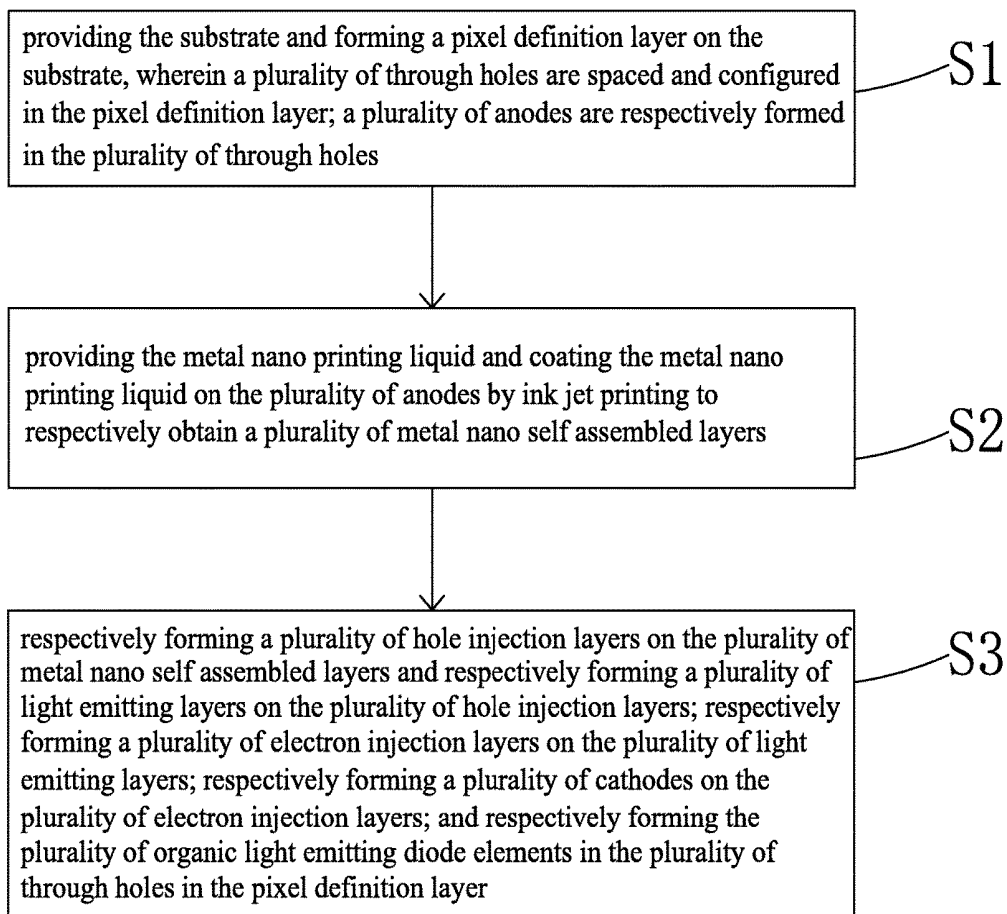 providing the substrate and forming a pixel definition layer on the
substrate, wherein a plurality of through holes are spaced and configured
in the pixel definition layer; a plurality of anodes are respectively formed
in the plurality of through holes
S1
providing the metal nano printing liquid and coating the metal nano
printing liquid on the plurality of anodes by ink jet printing to
respectively obtain a plurality of metal nano self assembled layers
S2
respectively forming a plurality of hole injection layers on the plurality of
metal nano self assembled layers and respectively forming a plurality of
light emitting layers on the plurality of hole injection layers; respectively
forming a plurality of electron injection layers on the plurality of light
emitting layers; respectively forming a plurality of cathodes on the
plurality of electron injection layers; and respectively forming the
plurality of organic light emitting diode elements in the plurality of
through holes in the pixel definition layer
S3